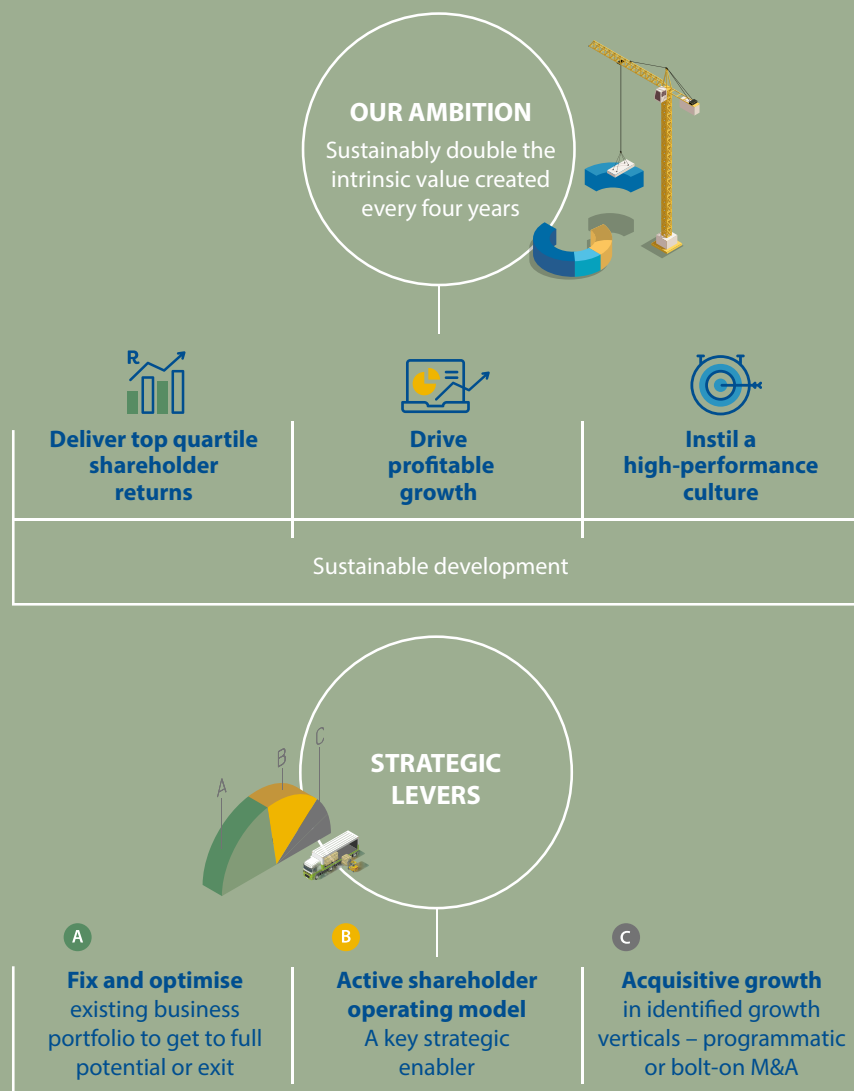 OUR AMBITION
Sustainably double the
intrinsic value created
every four years
R
Deliver top quartile
shareholder
returns
Drive
profitable
growth
Instil a
high-performance
culture
Sustainable development
STRATEGIC
LEVERS
A
B
C
A
Fix and optimise
existing business
portfolio to get to full
potential or exit
B
Active shareholder
operating model
A key strategic
enabler
C
Acquisitive growth
in identified growth
verticals – programmatic
or bolt-on M&A